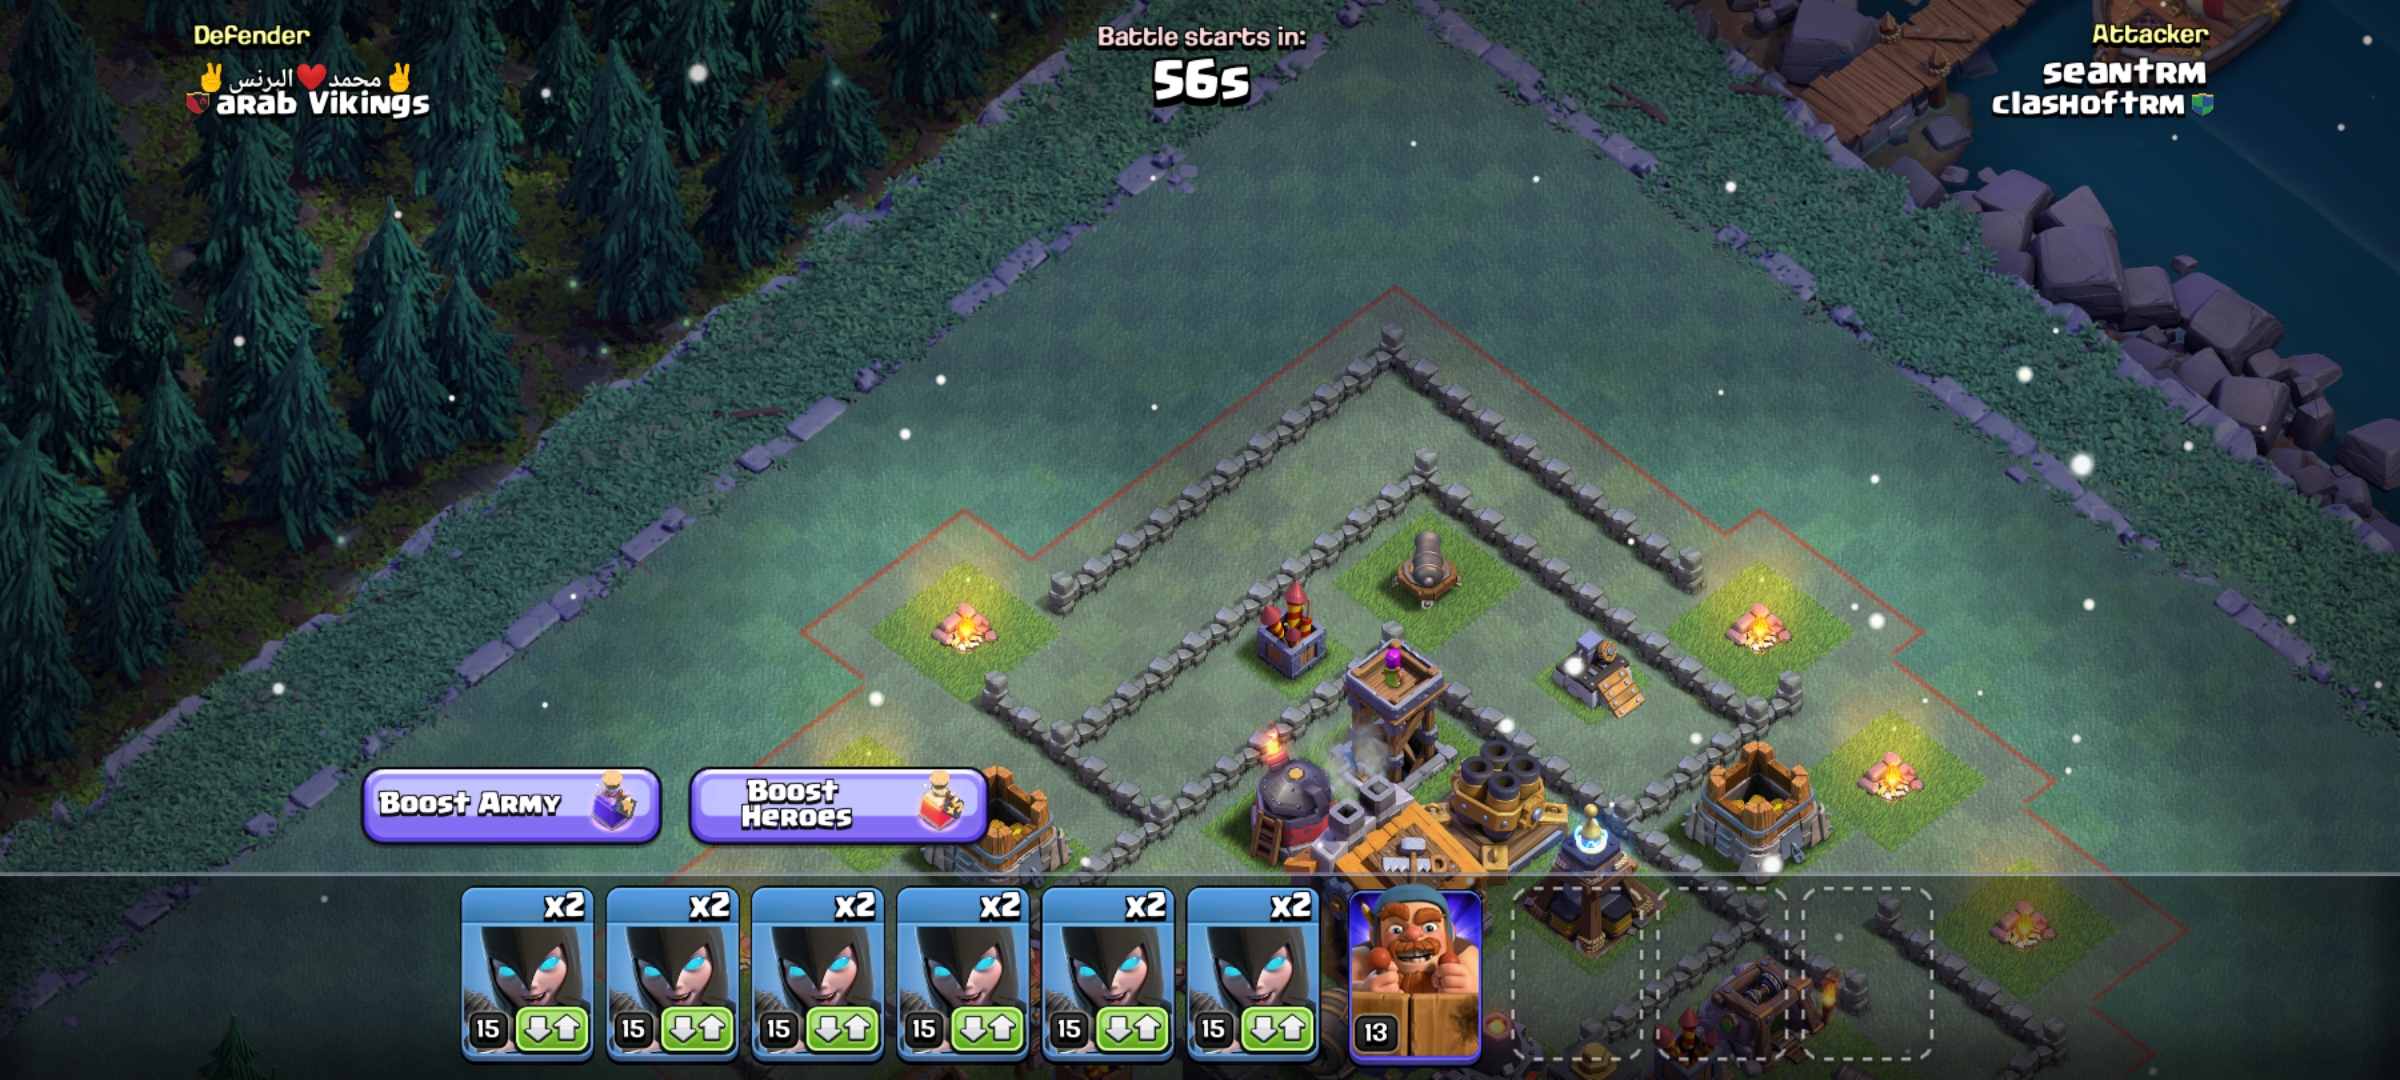 Defender
✌محمد❤️البرنس✌
arab Vikings
Battle starts in:
56s
Attacker
seantRM
clashoftRM
Boost Army
Boost
Heroes
x2
x2
x2
x2
x2
x2
15
15
15
15
15
15
13